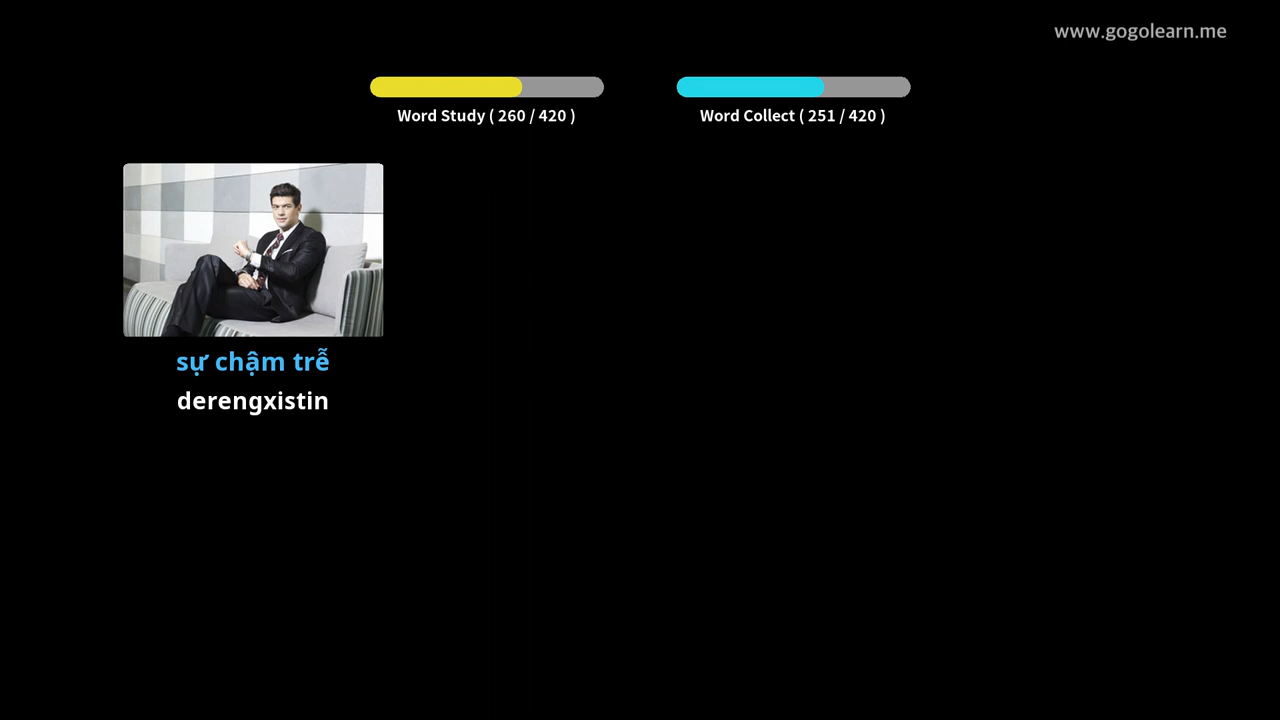 www.gogolearn.me
Word Study ( 260 / 420 )
Word Collect ( 251 / 420 )
sự chậm trễ
derengxistin